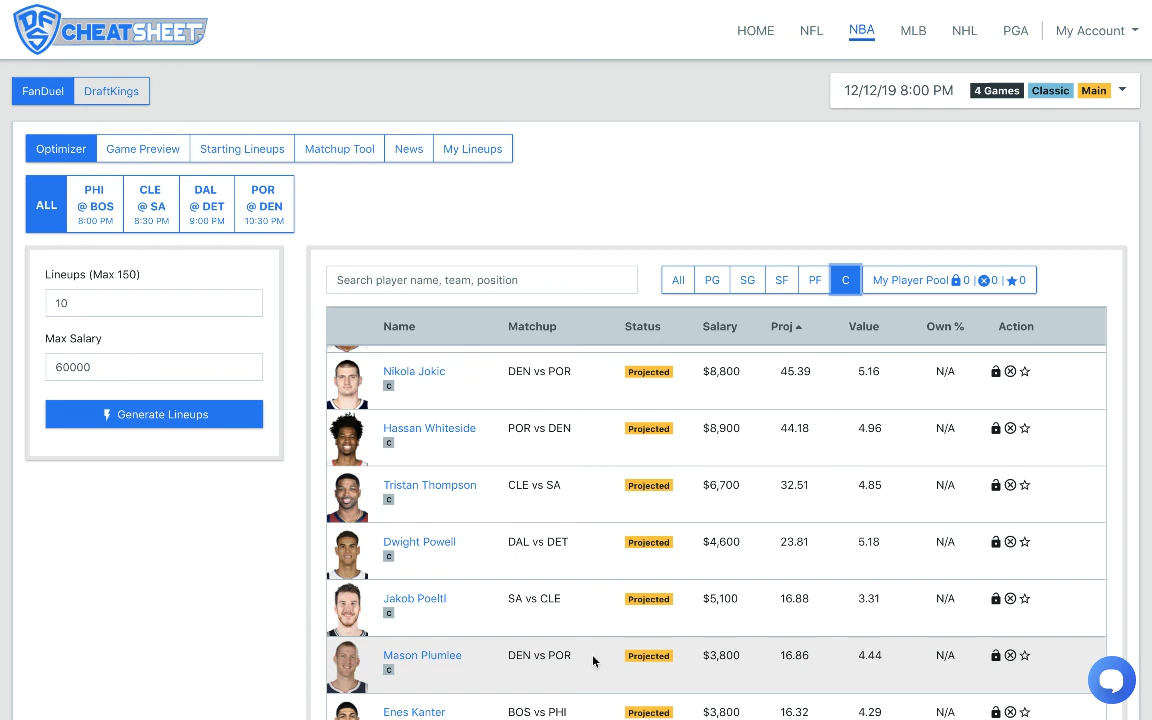 DFS CHEATSHEET
HOME NFL NBA MLB NHL PGA My Account
FanDuel DraftKings
12/12/19 8:00 PM 4 Games Classic Main
Optimizer Game Preview Starting Lineups Matchup Tool News My Lineups
ALL
PHI @ BOS 8:00 PM
CLE @ SA 8:30 PM
DAL @ DET 9:00 PM
POR @ DEN 10:30 PM
Lineups (Max 150)
10
Max Salary
60000
Generate Lineups
Search player name, team, position
All PG SG SF PF C My Player Pool 0 | 0 | 0
Name Matchup Status Salary Proj Value Own % Action
Nikola Jokic DEN vs POR Projected $8,800 45.39 5.16 N/A
C
Hassan Whiteside POR vs DEN Projected $8,900 44.18 4.96 N/A
C
Tristan Thompson CLE vs SA Projected $6,700 32.51 4.85 N/A
C
Dwight Powell DAL vs DET Projected $4,600 23.81 5.18 N/A
C
Jakob Poeltl SA vs CLE Projected $5,100 16.88 3.31 N/A
C
Mason Plumlee DEN vs POR Projected $3,800 16.86 4.44 N/A
C
Enes Kanter BOS vs PHI Projected $3,800 16.32 4.29 N/A